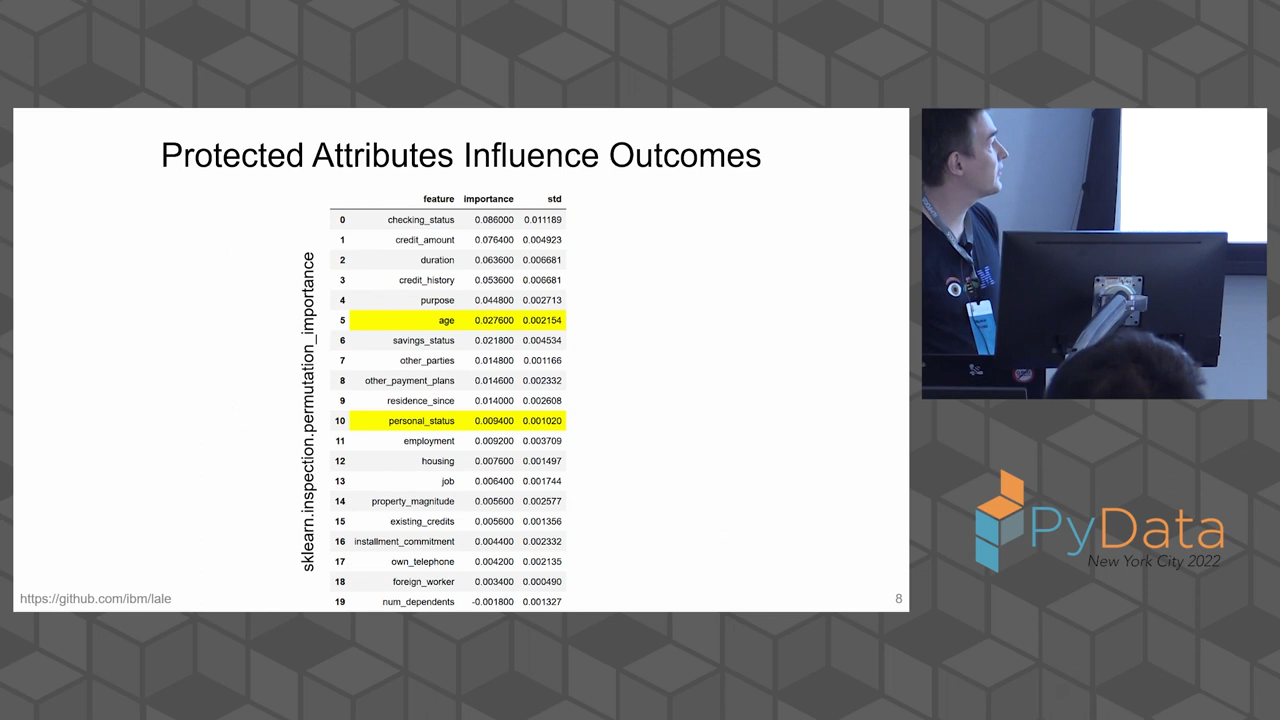 Protected Attributes Influence Outcomes
sklearn.inspection.permutation_importance
feature importance std
0 checking_status 0.086000 0.011189
1 credit_amount 0.076400 0.004923
2 duration 0.063600 0.006681
3 credit_history 0.053600 0.006681
4 purpose 0.044800 0.002713
5 age 0.027600 0.002154
6 savings_status 0.021800 0.004534
7 other_parties 0.014800 0.001166
8 other_payment_plans 0.014600 0.002332
9 residence_since 0.014000 0.002608
10 personal_status 0.009400 0.001020
11 employment 0.009200 0.003709
12 housing 0.007600 0.001497
13 job 0.006400 0.001744
14 property_magnitude 0.005600 0.002577
15 existing_credits 0.005600 0.001356
16 installment_commitment 0.004400 0.002332
17 own_telephone 0.004200 0.002135
18 foreign_worker 0.003400 0.000490
19 num_dependents -0.001800 0.001327
https://github.com/ibm/lale
8
PyData
New York City 2022